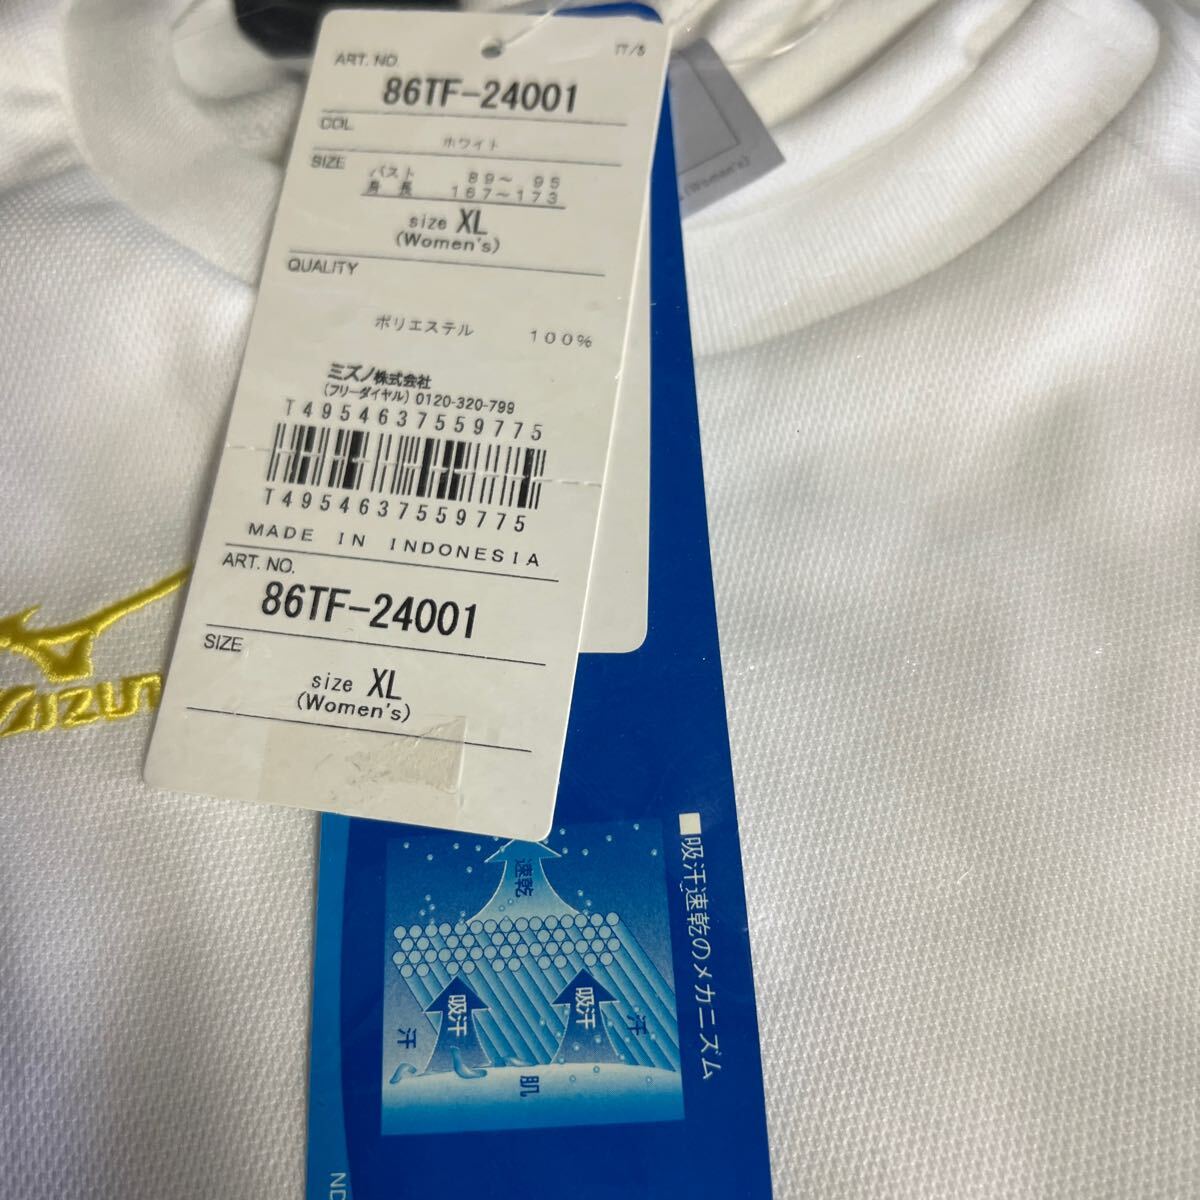 ART. NO.
86TF-24001
COL
ホワイト
SIZE
バスト 89～ 95
身 長 167～173
size XL
(Women's)
QUALITY
ポリエステル 100%
ミズノ株式会社
(フリーダイヤル) 0120-320-799
T4954637559775
T4954637559775
MADE IN INDONESIA
ART. NO.
86TF-24001
SIZE
size XL
(Women's)
■吸汗速乾のメカニズム
速乾
吸汗
吸汗
汗
汗
肌
(Women's)